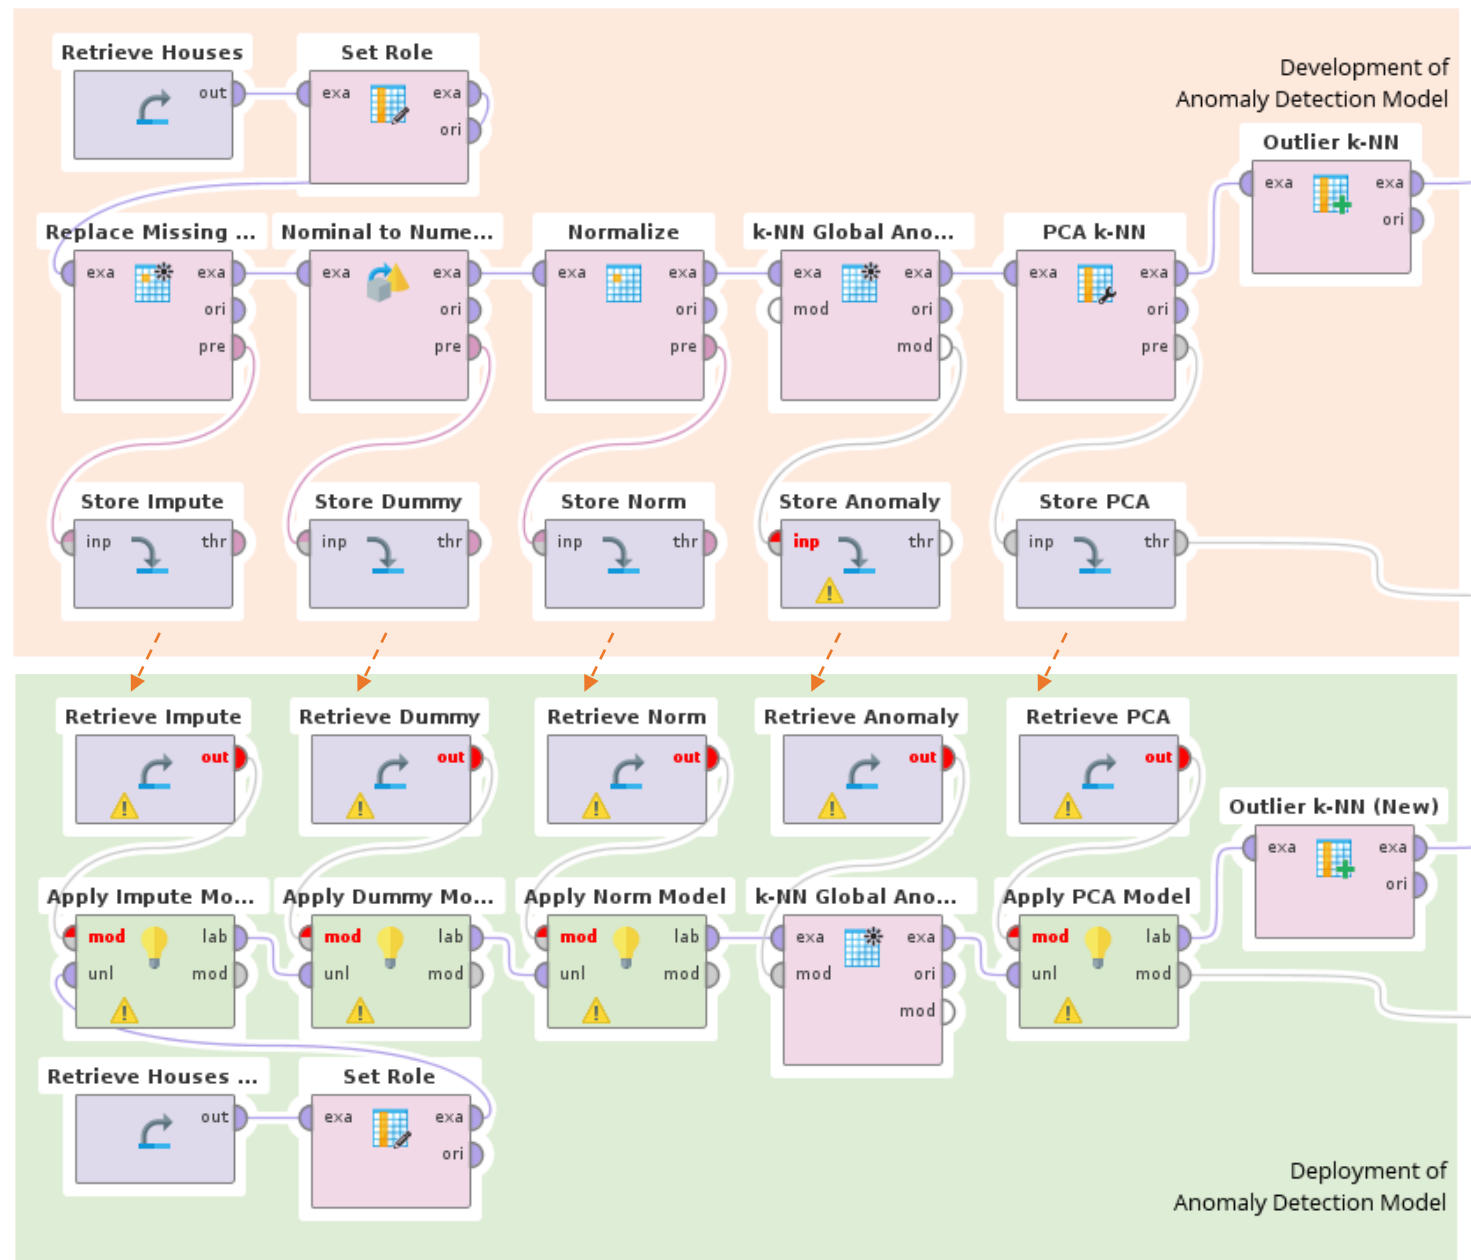 Retrieve Houses
out
Set Role
exa exa
ori
Development of
Anomaly Detection Model
Outlier k-NN
exa exa
ori
Replace Missing ...
exa exa
ori
pre
Nominal to Nume...
exa exa
ori
pre
Normalize
exa exa
ori
pre
k-NN Global Ano...
exa exa
mod ori
mod
PCA k-NN
exa exa
ori
pre
Store Impute
inp thr
Store Dummy
inp thr
Store Norm
inp thr
Store Anomaly
inp thr
Store PCA
inp thr
Retrieve Impute
out
Retrieve Dummy
out
Retrieve Norm
out
Retrieve Anomaly
out
Retrieve PCA
out
Outlier k-NN (New)
exa exa
ori
Apply Impute Mo...
mod lab
unl mod
Apply Dummy Mo...
mod lab
unl mod
Apply Norm Model
mod lab
unl mod
k-NN Global Ano...
exa exa
mod ori
mod
Apply PCA Model
mod lab
unl mod
Retrieve Houses ...
out
Set Role
exa exa
ori
Deployment of
Anomaly Detection Model